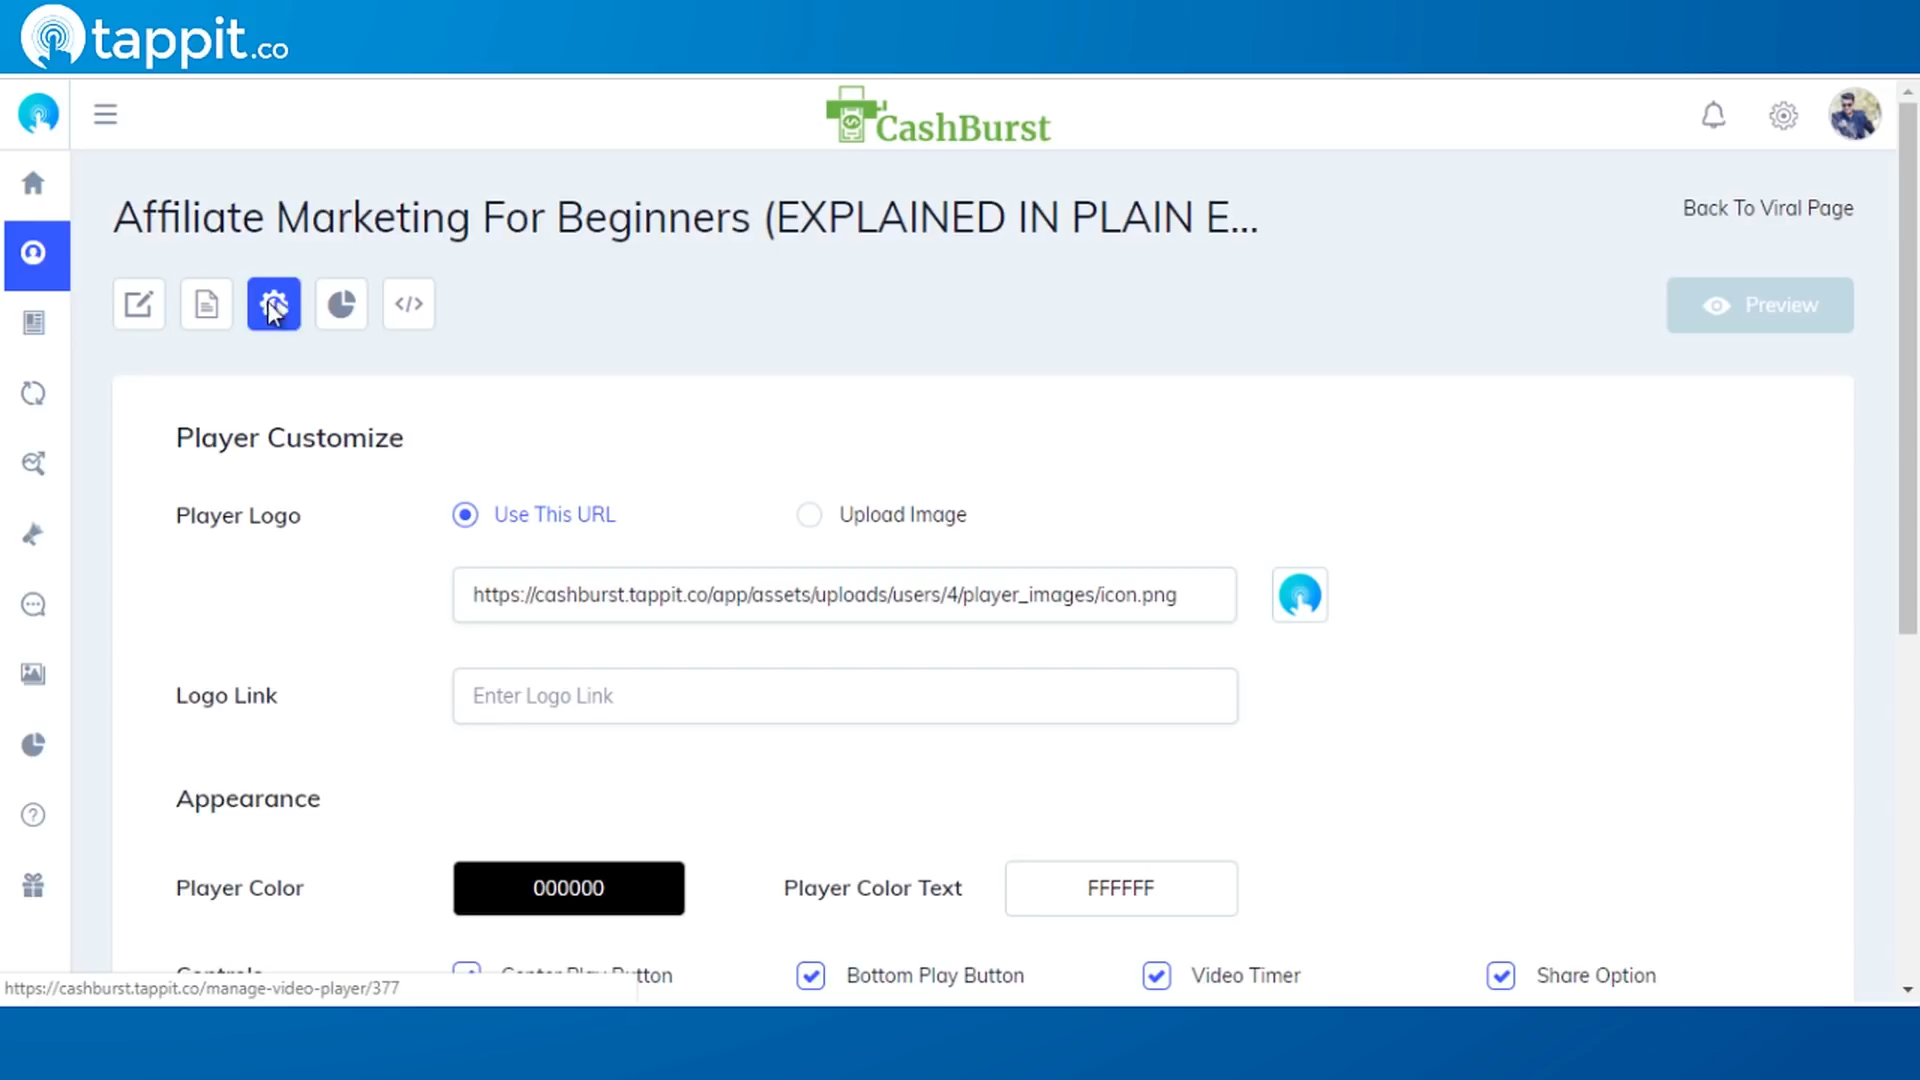 tappit.co
CashBurst
Affiliate Marketing For Beginners (EXPLAINED IN PLAIN E...
Back To Viral Page
Preview
Player Customize
Player Logo
Use This URL
Upload Image
https://cashburst.tappit.co/app/assets/uploads/users/4/player_images/icon.png
Logo Link
Enter Logo Link
Appearance
Player Color
000000
Player Color Text
FFFFFF
Controls
Center Play Button
Bottom Play Button
Video Timer
Share Option
https://cashburst.tappit.co/manage-video-player/377